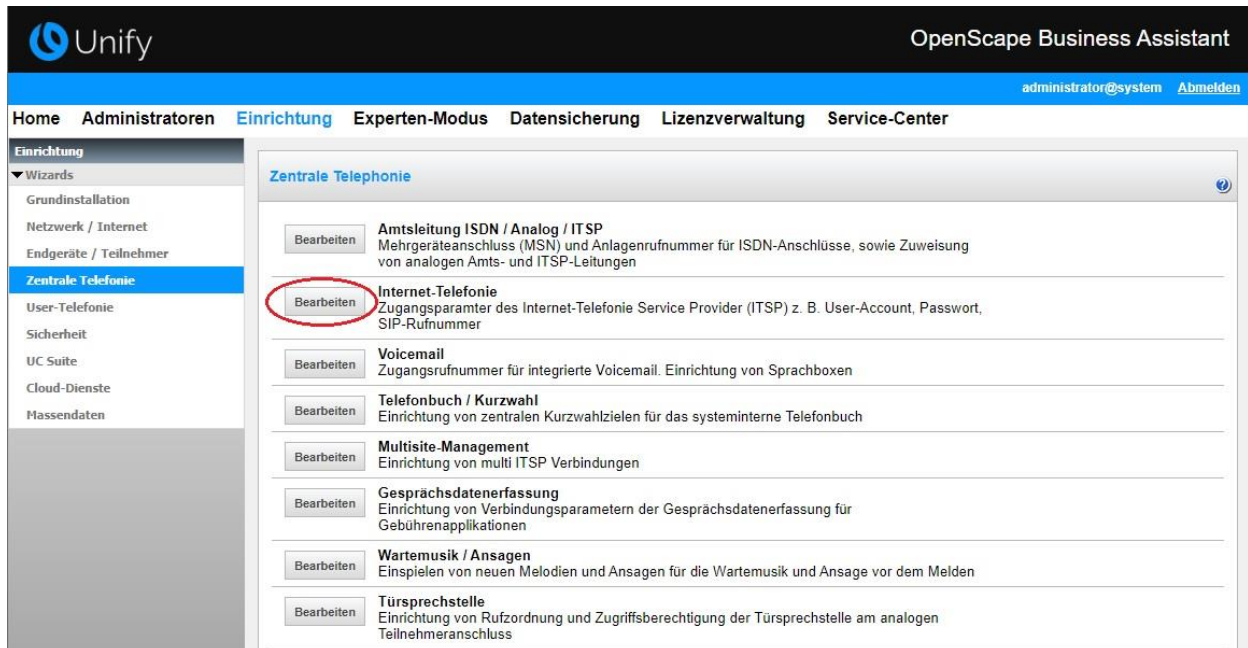 Unify
OpenScape Business Assistant
administrator@system Abmelden
Home Administratoren Einrichtung Experten-Modus Datensicherung Lizenzverwaltung Service-Center
Einrichtung
Wizards
Grundinstallation
Netzwerk / Internet
Endgeräte / Teilnehmer
Zentrale Telefonie
User-Telefonie
Sicherheit
UC Suite
Cloud-Dienste
Massendaten
Zentrale Telephonie
Bearbeiten
Amtsleitung ISDN / Analog / ITSP
Mehrgeräteanschluss (MSN) und Anlagenrufnummer für ISDN-Anschlüsse, sowie Zuweisung
von analogen Amts- und ITSP-Leitungen
Bearbeiten
Internet-Telefonie
Zugangsparamter des Internet-Telefonie Service Provider (ITSP) z. B. User-Account, Passwort,
SIP-Rufnummer
Bearbeiten
Voicemail
Zugangsrufnummer für integrierte Voicemail. Einrichtung von Sprachboxen
Bearbeiten
Telefonbuch / Kurzwahl
Einrichtung von zentralen Kurzwahlzielen für das systeminterne Telefonbuch
Bearbeiten
Multisite-Management
Einrichtung von multi ITSP Verbindungen
Bearbeiten
Gesprächsdatenerfassung
Einrichtung von Verbindungsparametern der Gesprächsdatenerfassung für
Gebührenapplikationen
Bearbeiten
Wartemusik / Ansagen
Einspielen von neuen Melodien und Ansagen für die Wartemusik und Ansage vor dem Melden
Bearbeiten
Türsprechstelle
Einrichtung von Rufzordnung und Zugriffsberechtigung der Türsprechstelle am analogen
Teilnehmeranschluss